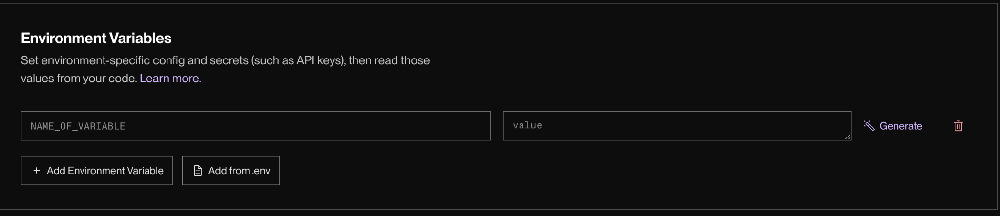 Environment Variables
Set environment-specific config and secrets (such as API keys), then read those
values from your code. Learn more.
NAME_OF_VARIABLE
value
Generate
+ Add Environment Variable
Add from .env